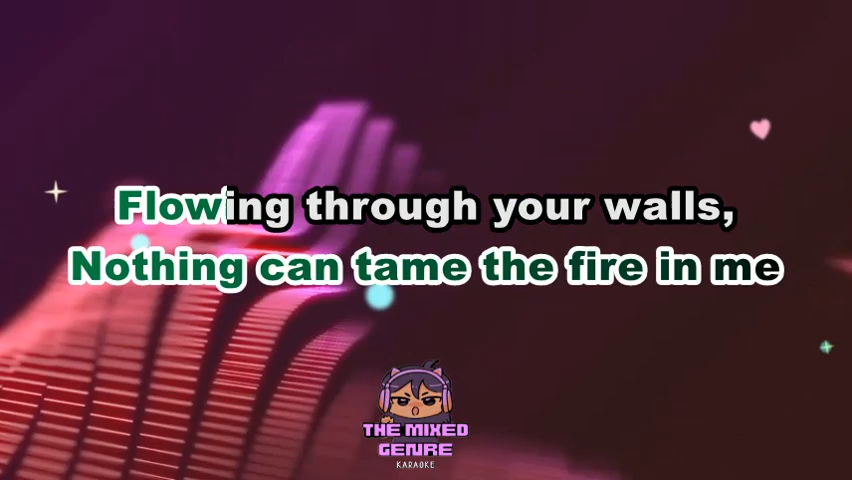 Flowing through your walls,
Nothing can tame the fire in me
THE MIXED
GENRE
KARAOKE